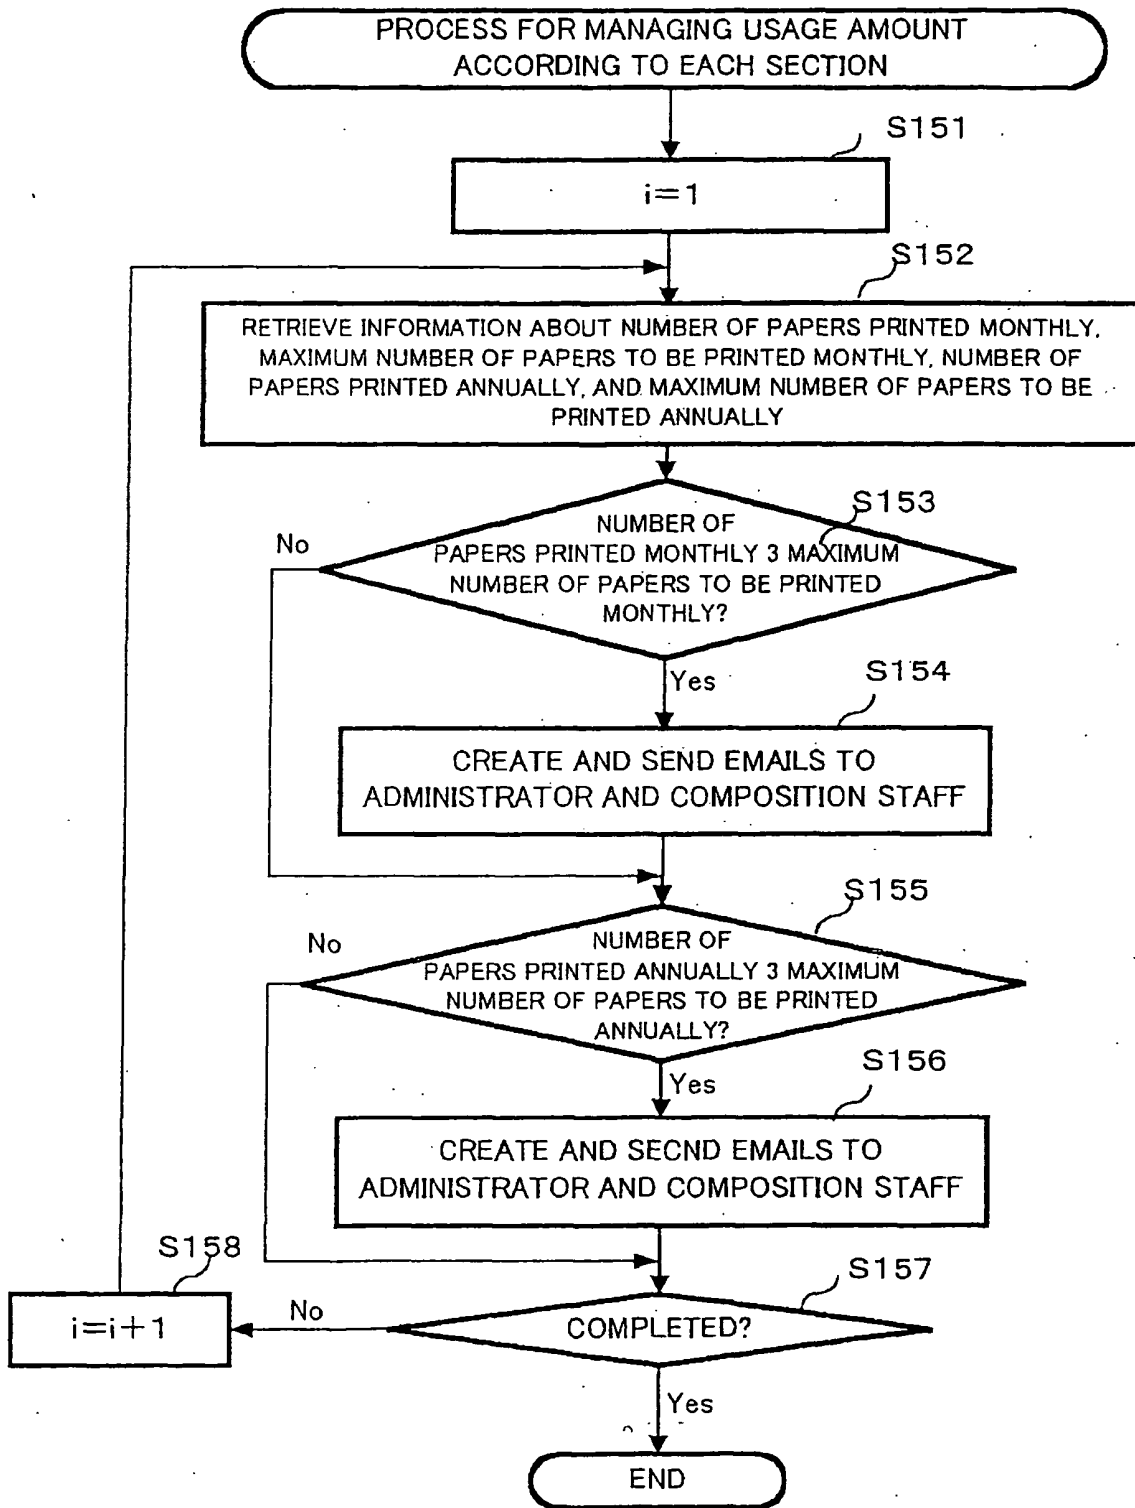 PROCESS FOR MANAGING USAGE AMOUNT
ACCORDING TO EACH SECTION
S151
i=1
S152
RETRIEVE INFORMATION ABOUT NUMBER OF PAPERS PRINTED MONTHLY,
MAXIMUM NUMBER OF PAPERS TO BE PRINTED MONTHLY, NUMBER OF
PAPERS PRINTED ANNUALLY, AND MAXIMUM NUMBER OF PAPERS TO BE
PRINTED ANNUALLY
S153
No
NUMBER OF
PAPERS PRINTED MONTHLY 3 MAXIMUM
NUMBER OF PAPERS TO BE PRINTED
MONTHLY?
Yes
S154
CREATE AND SEND EMAILS TO
ADMINISTRATOR AND COMPOSITION STAFF
S155
No
NUMBER OF
PAPERS PRINTED ANNUALLY 3 MAXIMUM
NUMBER OF PAPERS TO BE PRINTED
ANNUALLY?
Yes
S156
CREATE AND SECND EMAILS TO
ADMINISTRATOR AND COMPOSITION STAFF
S158
S157
i=i+1
No
COMPLETED?
Yes
END